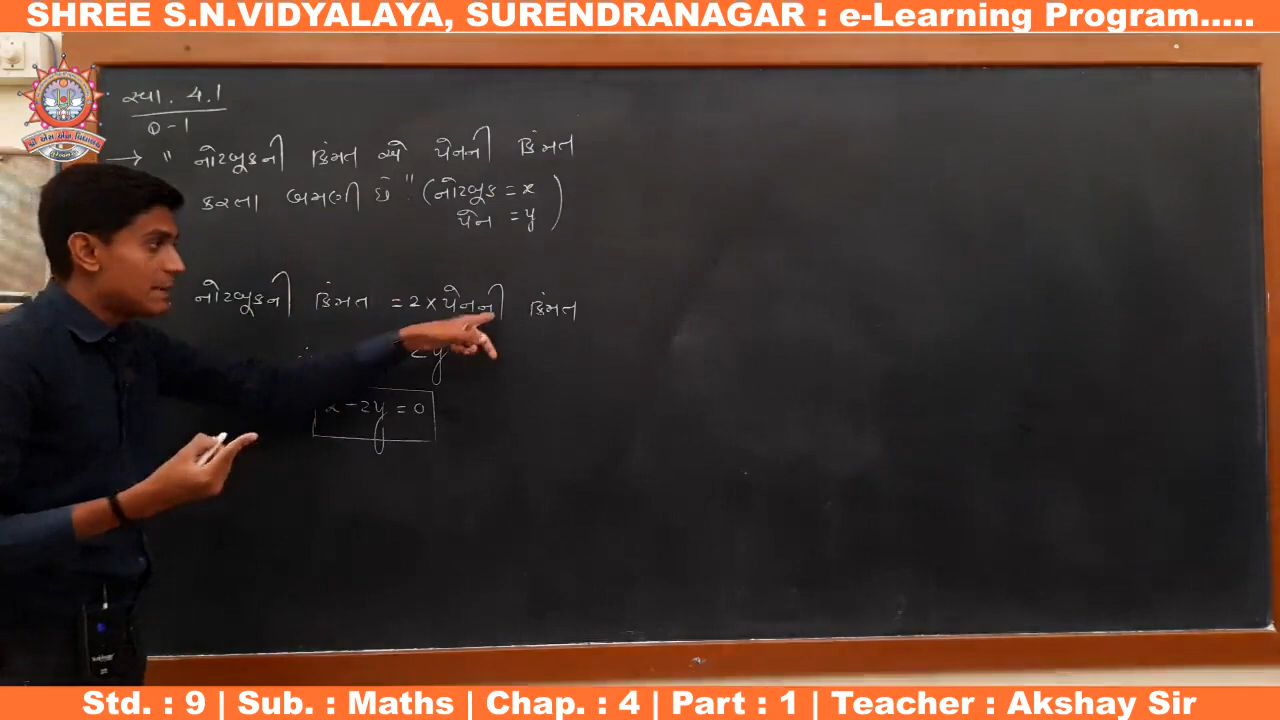 SHREE S.N.VIDYALAYA, SURENDRANAGAR : e-Learning Program.....
સ્વા. 4.1
Q-1
→ " નોટબૂકની કિંમત એ પેનની કિંમત
કરતા બમણી છે". (નોટબૂક = x
પેન = y)
નોટબૂકની કિંમત = 2 × પેનની કિંમત
∴ 2y
x - 2y = 0
Std. : 9 | Sub. : Maths | Chap. : 4 | Part : 1 | Teacher : Akshay Sir